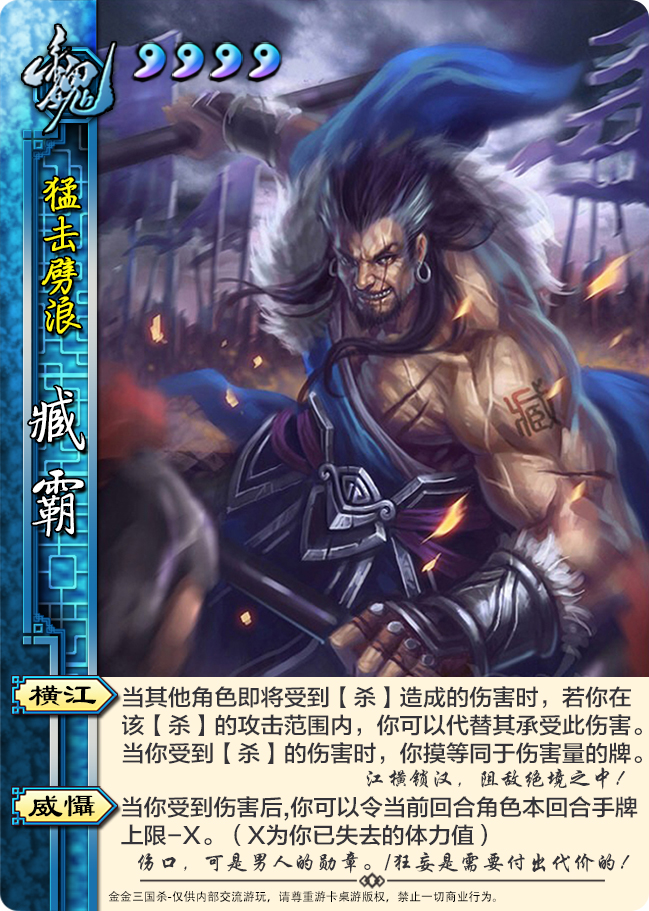 魏
猛击劈浪
臧霸
臧
横江
当其他角色即将受到【杀】造成的伤害时，若你在
该【杀】的攻击范围内，你可以代替其承受此伤害。
当你受到【杀】的伤害时，你摸等同于伤害量的牌。
江横锁汉，阻敌绝境之中！
威慑
当你受到伤害后,你可以令当前回合角色本回合手牌
上限-X。（X为你已失去的体力值）
伤口，可是男人的勋章。/狂妄是需要付出代价的！
金金三国杀-仅供内部交流游玩，请尊重游卡桌游版权，禁止一切商业行为。